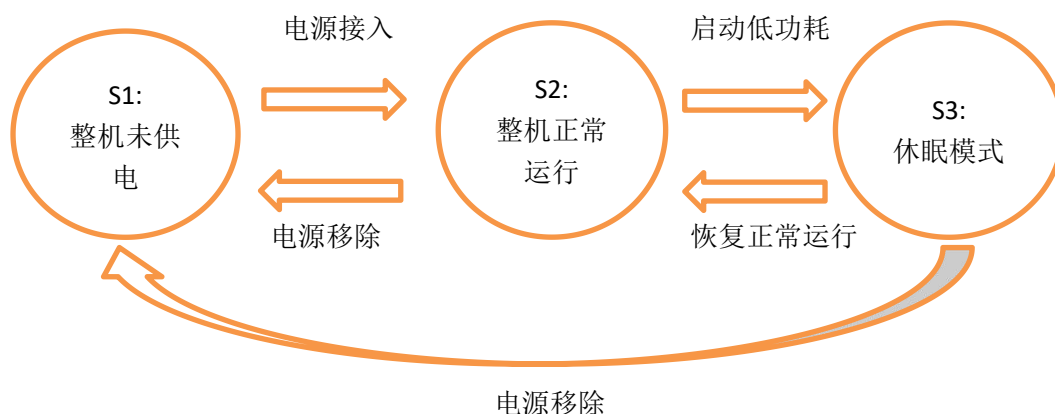 电源接入
启动低功耗
S1:
整机未供
电
S2:
整机正常
运行
S3:
休眠模式
电源移除
恢复正常运行
电源移除